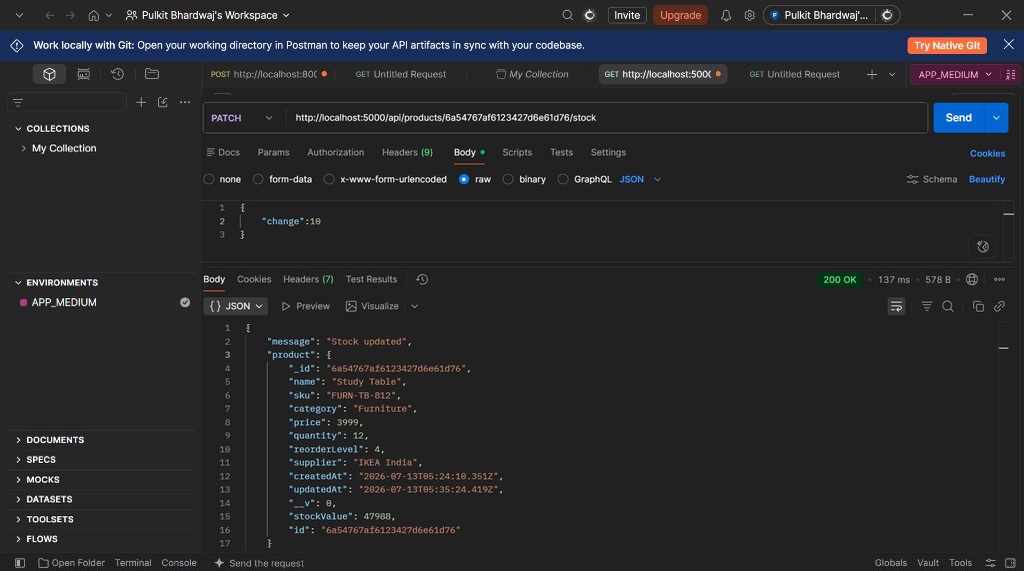 Pulkit Bhardwaj's Workspace
Invite
Upgrade
Pulkit Bhardwaj'...
Work locally with Git: Open your working directory in Postman to keep your API artifacts in sync with your codebase.
Try Native Git
POST http://localhost:800
GET Untitled Request
My Collection
GET http://localhost:5000
GET Untitled Request
APP_MEDIUM
COLLECTIONS
My Collection
ENVIRONMENTS
APP_MEDIUM
DOCUMENTS
SPECS
MOCKS
DATASETS
TOOLSETS
FLOWS
PATCH
http://localhost:5000/api/products/6a54767af6123427d6e61d76/stock
Send
Docs Params Authorization Headers (9) Body Scripts Tests Settings
Cookies
none form-data x-www-form-urlencoded raw binary GraphQL JSON
Schema Beautify
1 {
2 "change":10
3 }
Body Cookies Headers (7) Test Results
200 OK 137 ms 578 B
{ } JSON Preview Visualize
1 {
2 "message": "Stock updated",
3 "product": {
4 "_id": "6a54767af6123427d6e61d76",
5 "name": "Study Table",
6 "sku": "FURN-TB-812",
7 "category": "Furniture",
8 "price": 3999,
9 "quantity": 12,
10 "reorderLevel": 4,
11 "supplier": "IKEA India",
12 "createdAt": "2026-07-13T05:24:10.351Z",
13 "updatedAt": "2026-07-13T05:35:24.419Z",
14 "__v": 0,
15 "stockValue": 47988,
16 "id": "6a54767af6123427d6e61d76"
17 }
Open Folder Terminal Console Send the request
Globals Vault Tools